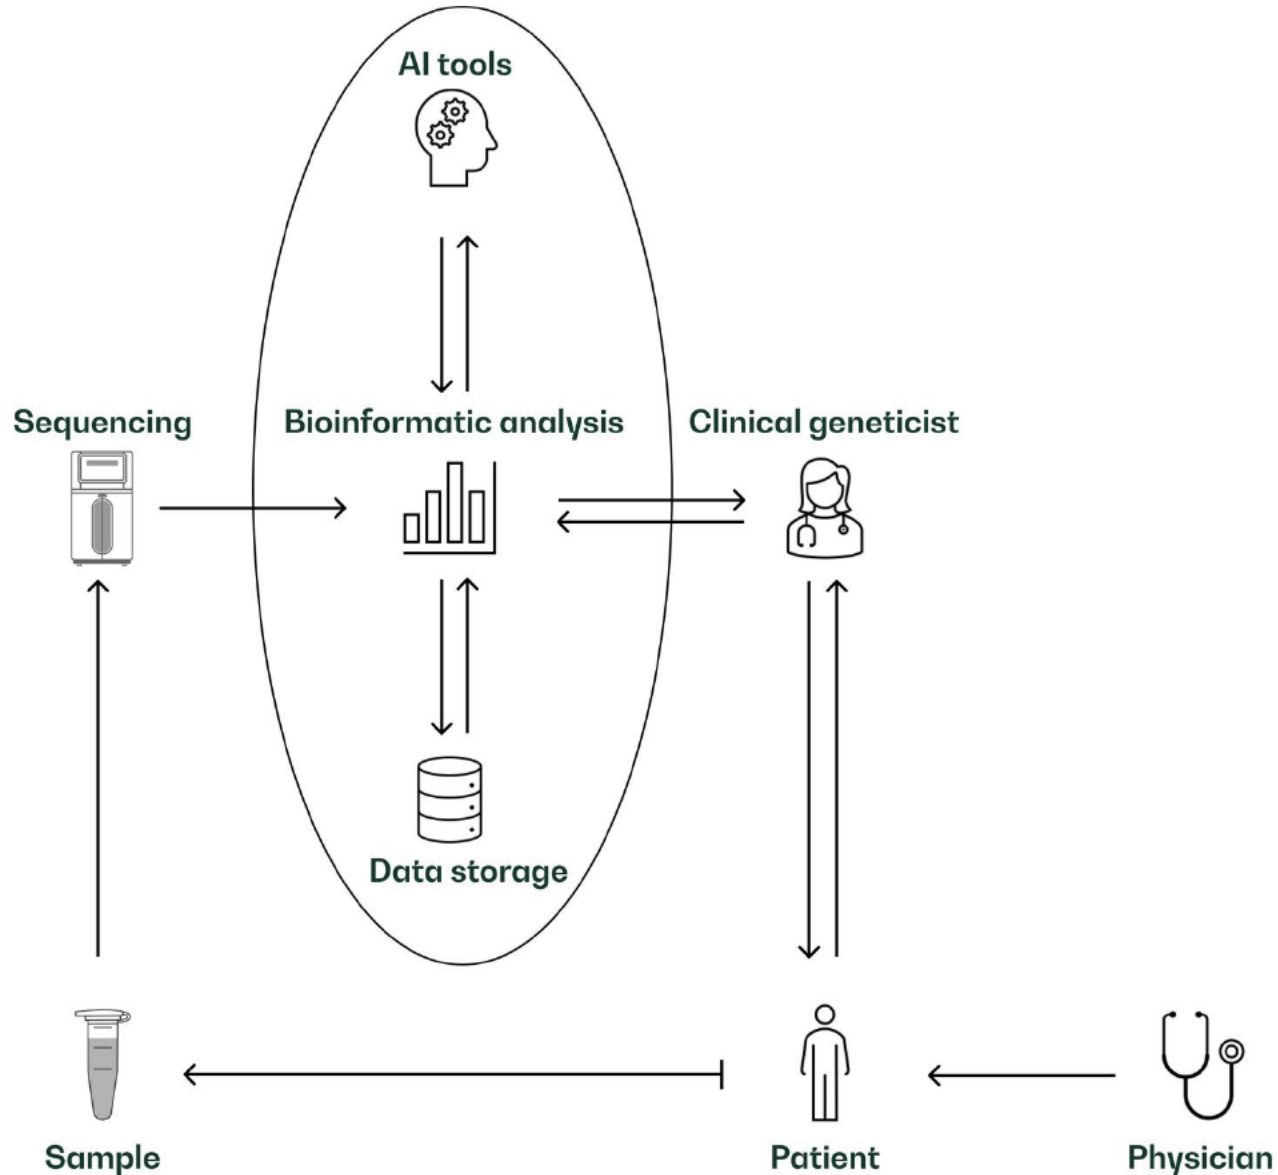 AI tools
Sequencing
Bioinformatic analysis
Clinical geneticist
Data storage
Sample
Patient
Physician